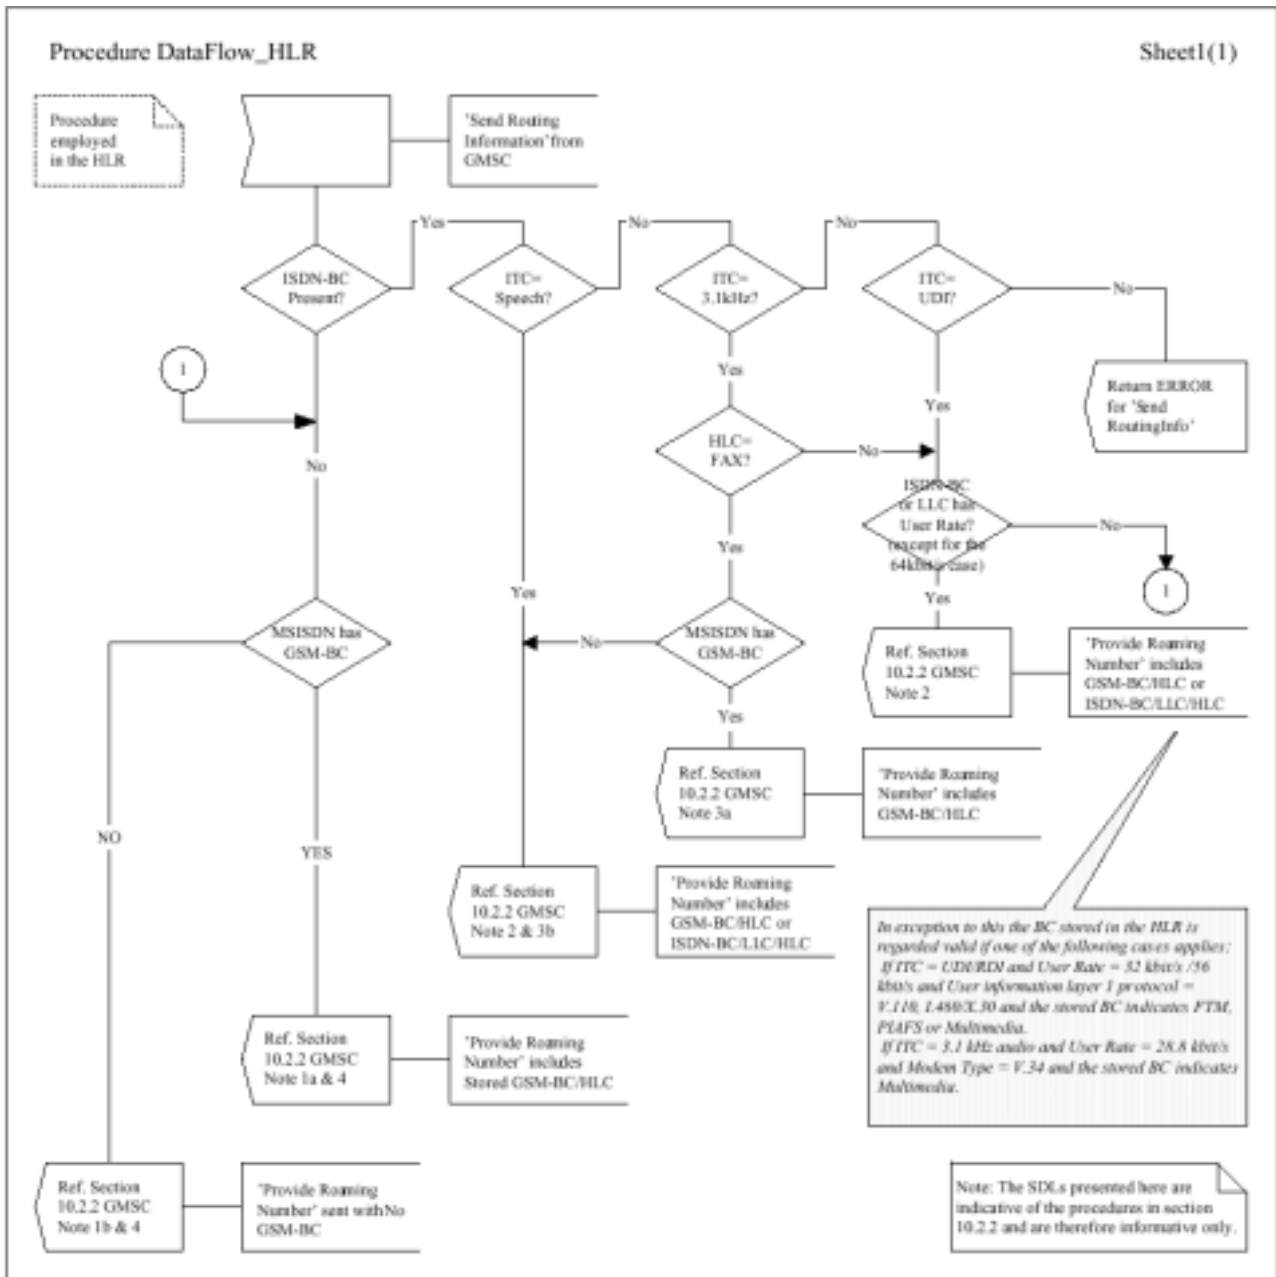 Procedure DataFlow_HLR
Sheet1(1)
Procedure
employed
in the HLR
'Send Routing
Information' from
GMSC
Yes
No
No
ISDN-BC
Present?
ITC=
Speech?
ITC=
3.1kHz?
ITC=
UDI?
No
1
Yes
Yes
Return ERROR
for 'Send
RoutingInfo'
No
HLC=
FAX?
No
ISDN-BC
or LLC has
User Rate?
(except for the
64kbit/s case)
No
Yes
Yes
Yes
1
MSISDN has
GSM-BC
No
MSISDN has
GSM-BC
Ref. Section
10.2.2 GMSC
Note 2
'Provide Roaming
Number' includes
GSM-BC/HLC or
ISDN-BC/LLC/HLC
Yes
Ref. Section
10.2.2 GMSC
Note 3a
'Provide Roaming
Number' includes
GSM-BC/HLC
NO
YES
Ref. Section
10.2.2 GMSC
Note 2 & 3b
'Provide Roaming
Number' includes
GSM-BC/HLC or
ISDN-BC/LLC/HLC
In exception to this the BC stored in the HLR is
regarded valid if one of the following cases applies:
If ITC = UDI/RDI and User Rate = 32 kbit/s /56
kbit/s and User information layer 1 protocol =
V.110, I.460/X.30 and the stored BC indicates FTM,
PIAFS or Multimedia.
If ITC = 3.1 kHz audio and User Rate = 28.8 kbit/s
and Modem Type = V.34 and the stored BC indicates
Multimedia.
Ref. Section
10.2.2 GMSC
Note 1a & 4
'Provide Roaming
Number' includes
Stored GSM-BC/HLC
Ref. Section
10.2.2 GMSC
Note 1b & 4
'Provide Roaming
Number' sent with No
GSM-BC
Note: The SDLs presented here are
indicative of the procedures in section
10.2.2 and are therefore informative only.